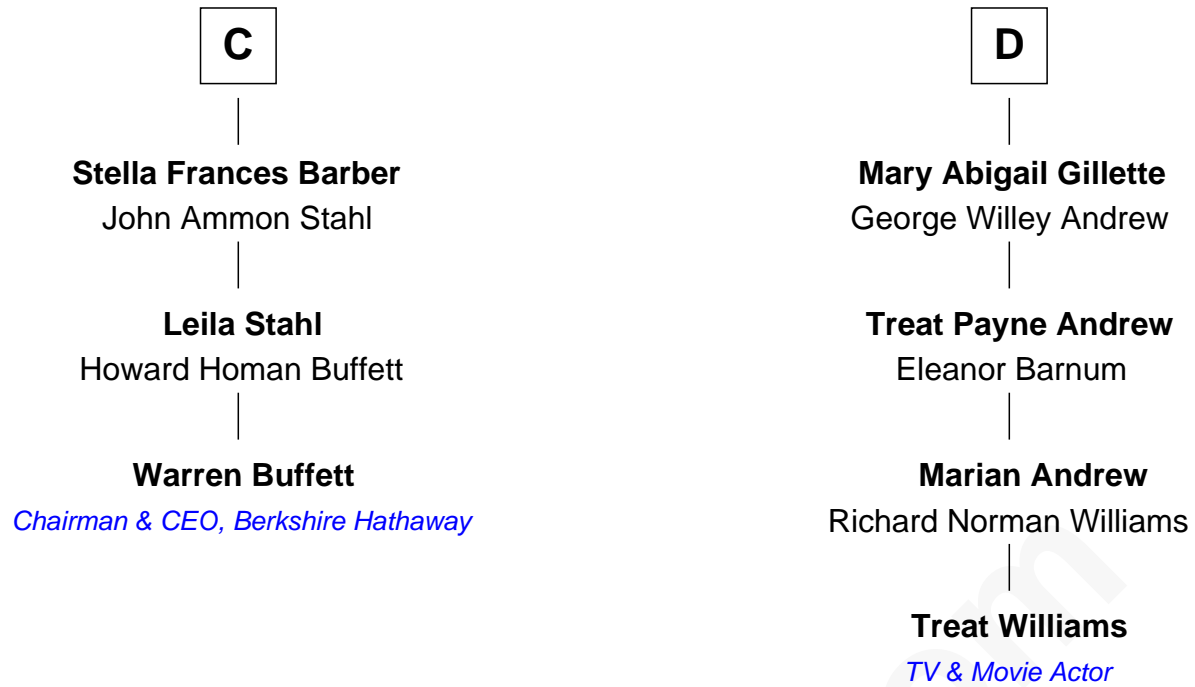 C
Stella Frances Barber
John Ammon Stahl
Leila Stahl
Howard Homan Buffett
Warren Buffett
Chairman & CEO, Berkshire Hathaway
D
Mary Abigail Gillette
George Willey Andrew
Treat Payne Andrew
Eleanor Barnum
Marian Andrew
Richard Norman Williams
Treat Williams
TV & Movie Actor